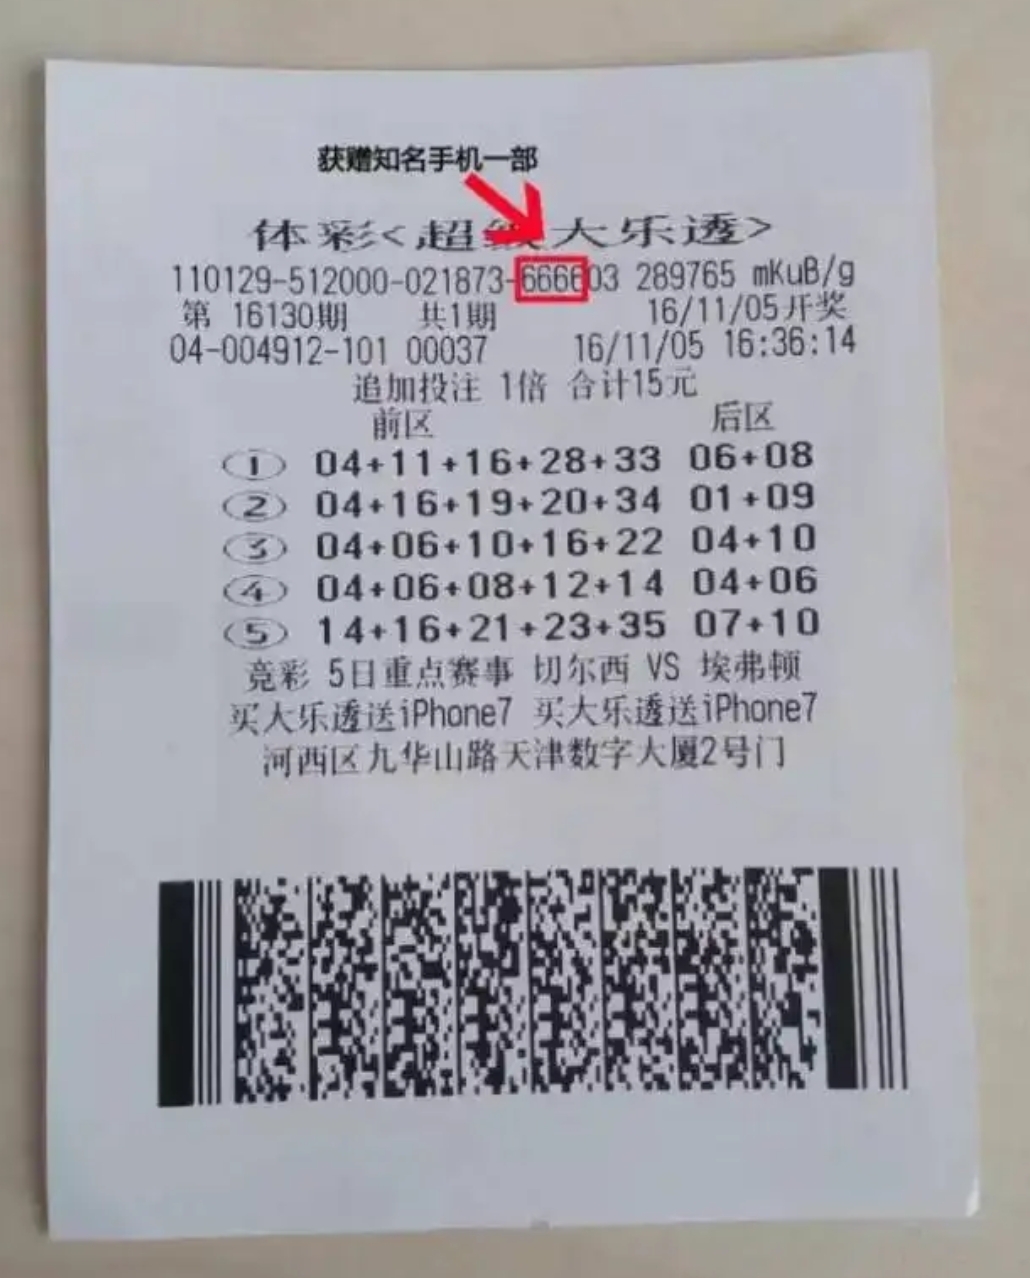 获赠知名手机一部
体彩<超级大乐透>
110129-512000-021873-666603 289765 mKuB/g
第 16130期 共1期 16/11/05开奖
04-004912-101 00037 16/11/05 16:36:14
追加投注 1倍 合计15元
前区 后区
① 04+11+16+28+33 06+08
② 04+16+19+20+34 01+09
③ 04+06+10+16+22 04+10
④ 04+06+08+12+14 04+06
⑤ 14+16+21+23+35 07+10
竞彩 5日重点赛事 切尔西 VS 埃弗顿
买大乐透送iPhone7 买大乐透送iPhone7
河西区九华山路天津数字大厦2号门